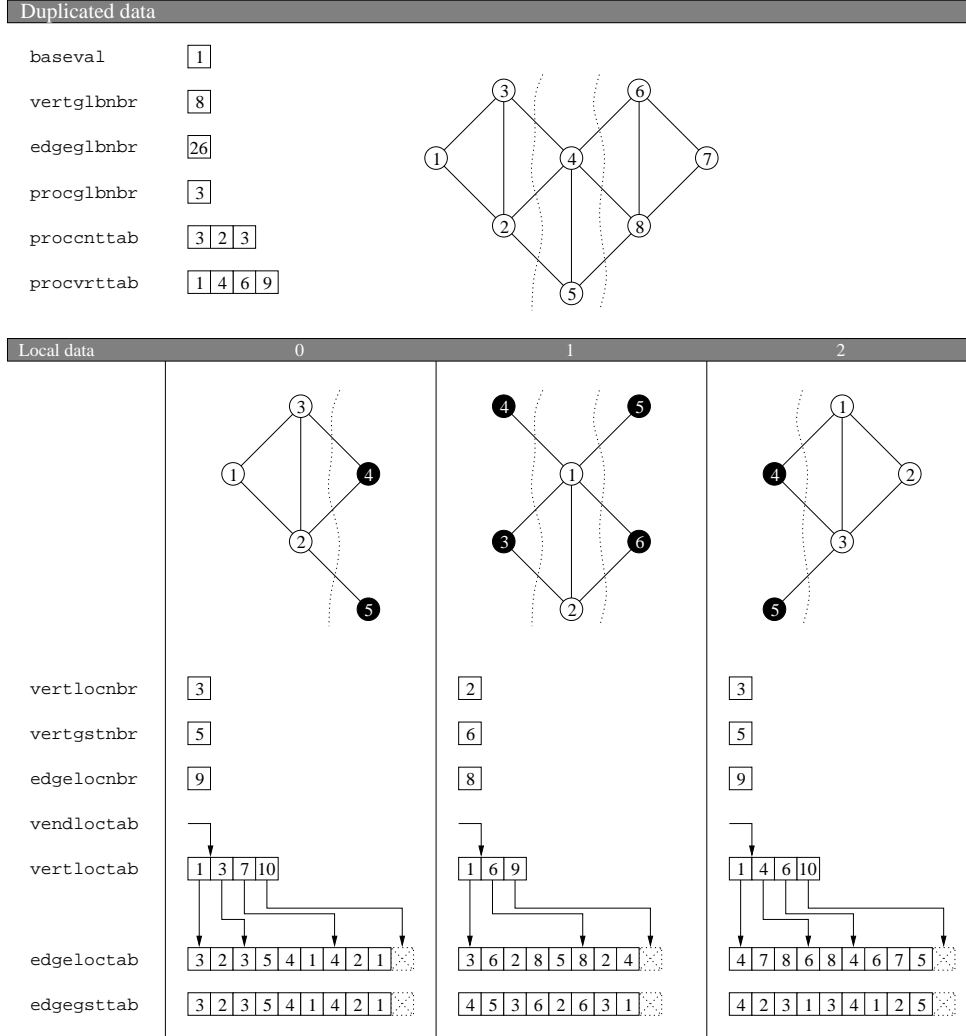 Duplicated data
baseval 1
vertglbnbr 8
edgeglbnbr 26
procglbnbr 3
proccnttab 3 2 3
procvrttab 1 4 6 9
3 6
1 4 7
2 8
5
Local data 0 1 2
3 4 5 1
1 4 1 4 2
2 3 6 3
5 2 5
vertlocnbr 3 2 3
vertgstnbr 5 6 5
edgelocnbr 9 8 9
vendloctab
vertloctab 1 3 7 10 1 6 9 1 4 6 10
edgeloctab 3 2 3 5 4 1 4 2 1 3 6 2 8 5 8 2 4 4 7 8 6 8 4 6 7 5
edgegsttab 3 2 3 5 4 1 4 2 1 4 5 3 6 2 6 3 1 4 2 3 1 3 4 1 2 5